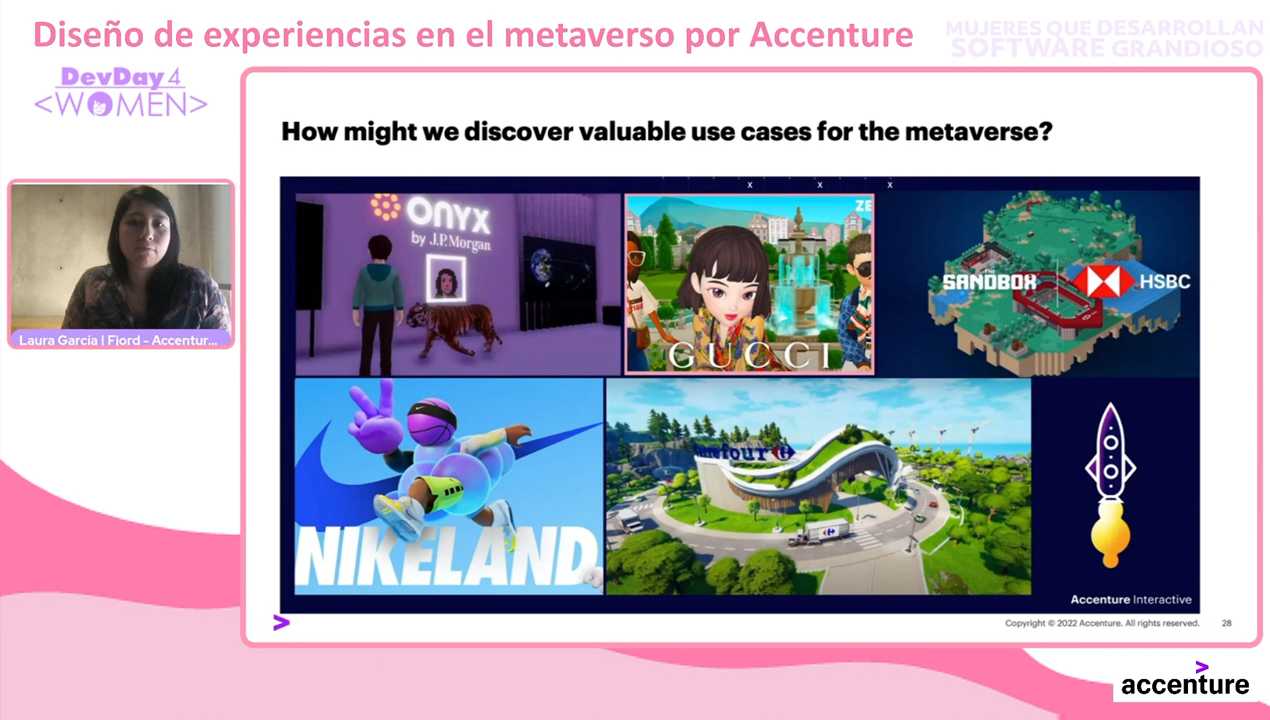 Diseño de experiencias en el metaverso por Accenture
MUJERES QUE DESARROLLAN
SOFTWARE GRANDIOSO
DevDay4
<WOMEN>
How might we discover valuable use cases for the metaverse?
x x x
ONYX
by J.P.Morgan
ZE
GUCCI
THE
SANDBOX
HSBC
Laura García | Fjord - Accentur...
NIKELAND
Carrefour
Accenture Interactive
>
Copyright © 2022 Accenture. All rights reserved. 28
accenture